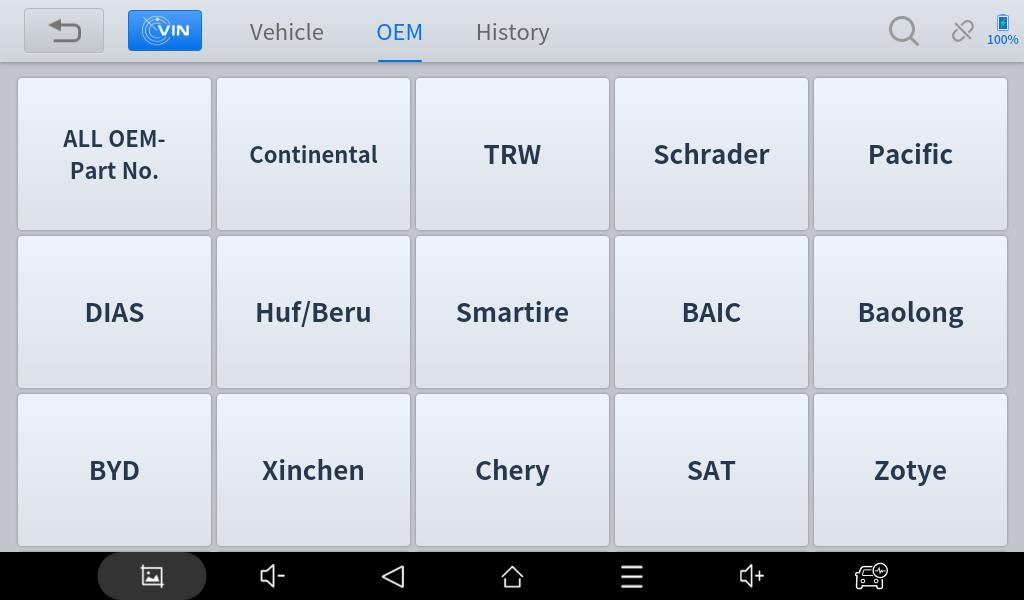 VIN
Vehicle
OEM
History
100%
ALL OEM-
Part No.
Continental
TRW
Schrader
Pacific
DIAS
Huf/Beru
Smartire
BAIC
Baolong
BYD
Xinchen
Chery
SAT
Zotye